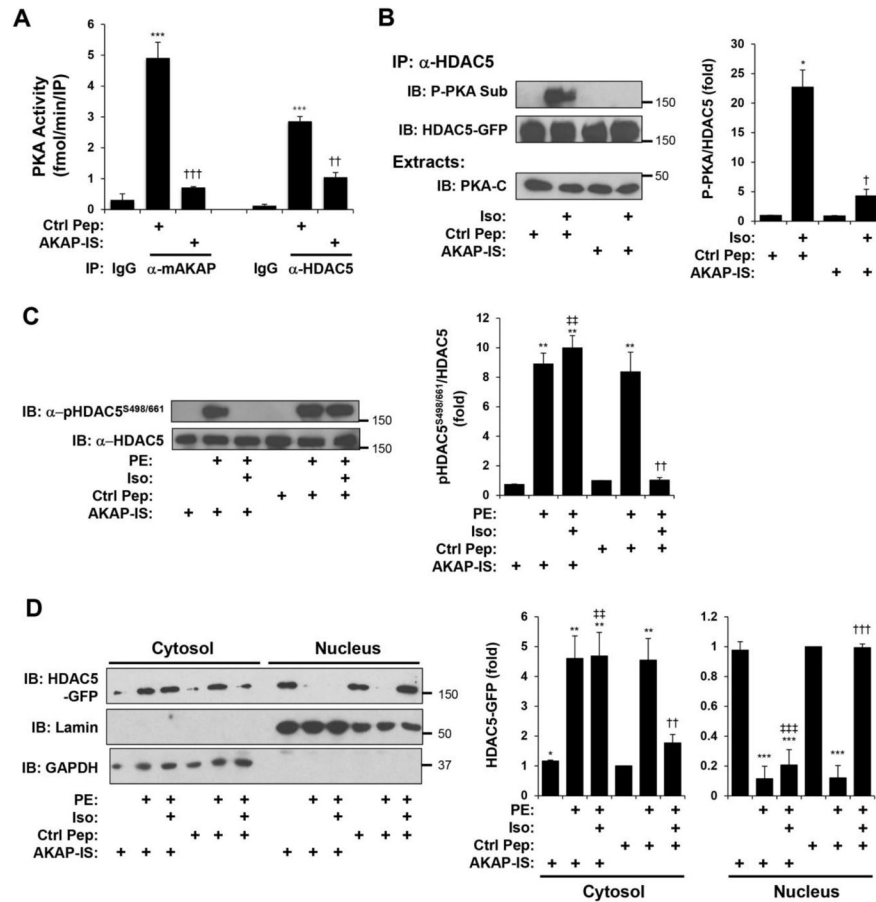 A
PKA Activity
(fmol/min/IP)
6
5
4
3
2
1
0
***
†††
***
††
Ctrl Pep: + +
AKAP-IS: + +
IP: IgG α-mAKAP IgG α-HDAC5
B
IP: α-HDAC5
IB: P-PKA Sub
150
IB: HDAC5-GFP
150
Extracts:
50
IB: PKA-C
Iso: + +
Ctrl Pep: + +
AKAP-IS: + +
P-PKA/HDAC5 (fold)
30
25
20
15
10
5
0
*
†
Iso: + +
Ctrl Pep: + +
AKAP-IS: + +
C
IB: α–pHDAC5S498/661
150
IB: α–HDAC5
150
PE: + + + +
Iso: + +
Ctrl Pep: + + +
AKAP-IS: + + +
pHDAC5S498/661/HDAC5
(fold)
12
10
8
6
4
2
0
**
‡‡
**
**
††
PE: + + + +
Iso: + +
Ctrl Pep: + + +
AKAP-IS: + + +
D
Cytosol Nucleus
IB: HDAC5
-GFP
150
IB: Lamin
50
IB: GAPDH
37
PE: + + + + + + + +
Iso: + + + +
Ctrl Pep: + + + + + +
AKAP-IS: + + + + + +
HDAC5-GFP (fold)
6
5
4
3
2
1
0
*
**
‡‡
**
**
††
1.2
1
0.8
0.6
0.4
0.2
0
***
‡‡‡
***
***
†††
PE: + + + + + + + +
Iso: + + + +
Ctrl Pep: + + + + + +
AKAP-IS: + + + + + +
Cytosol Nucleus